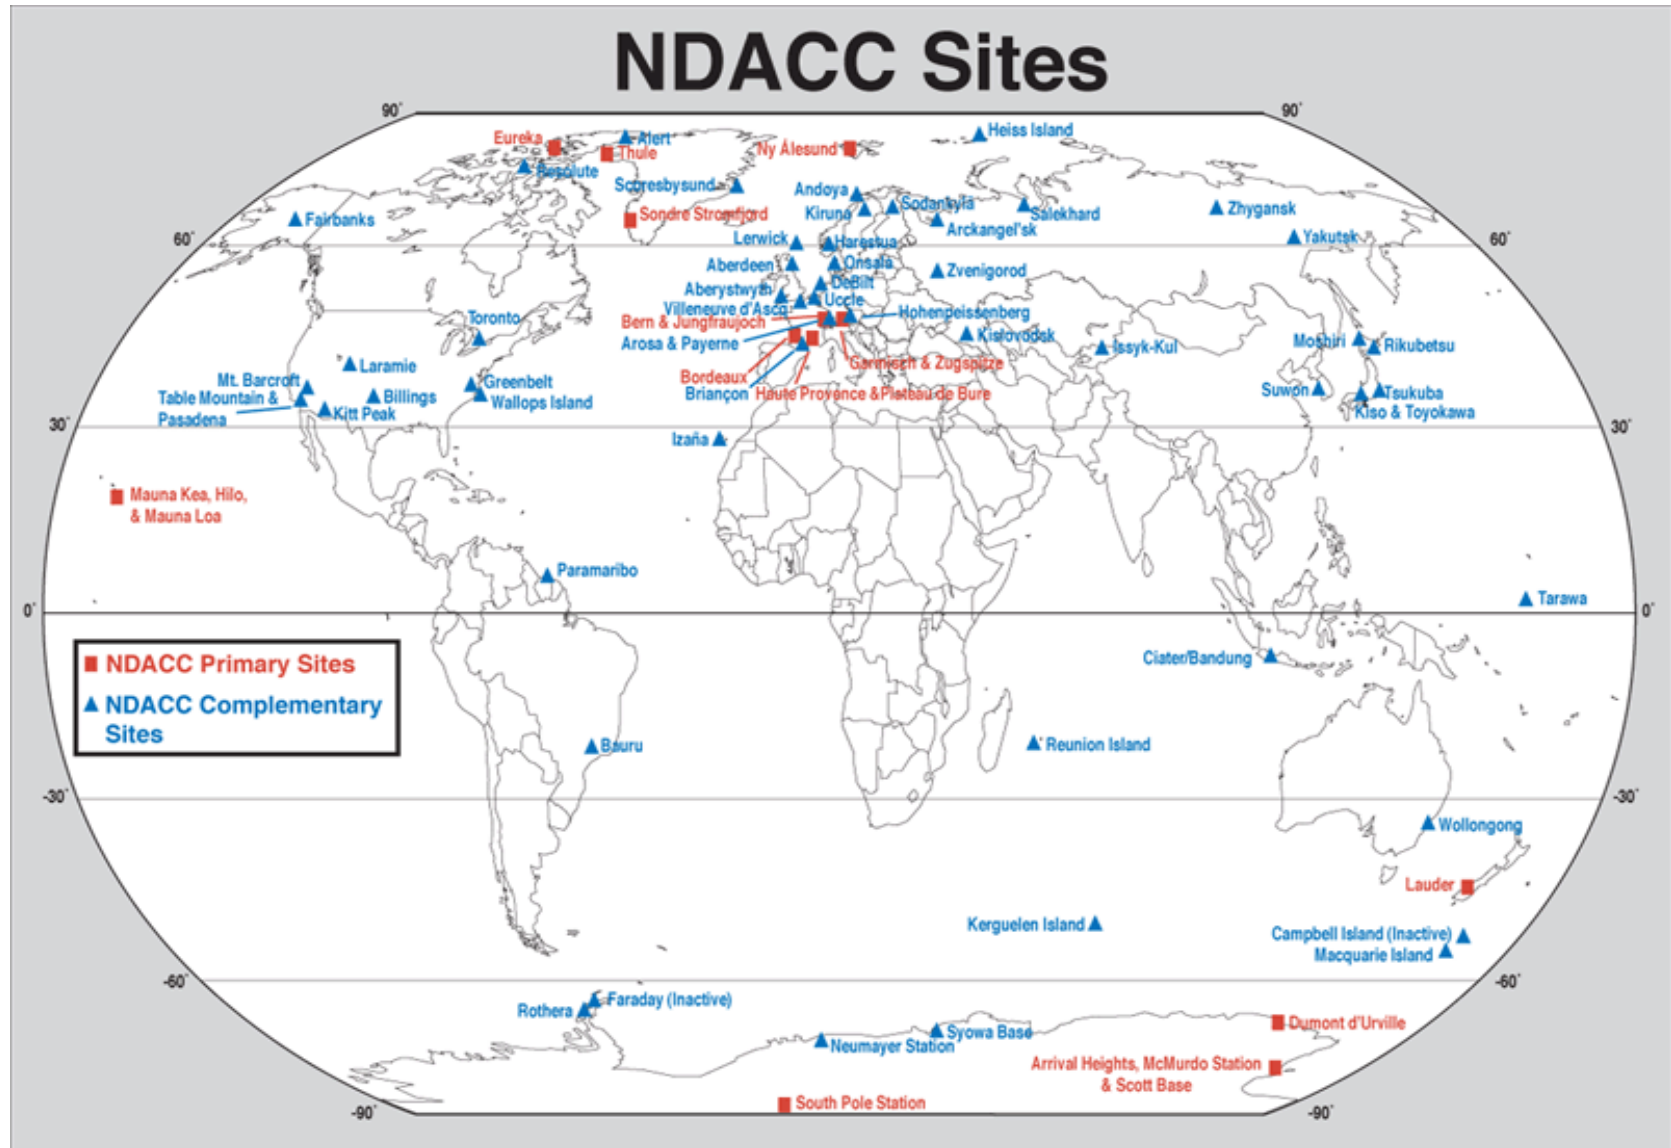 NDACC Sites
90°
90°
Eureka
Alert
Thule
Ny Álesund
Heiss Island
Resolute
Scoresbysund
Andøya
Kiruna
Sodankyla
Salekhard
Zhygansk
Fairbanks
Sondre Stromfjord
Arckangel'sk
Yakutsk
60°
60°
Lerwick
Harestua
Aberdeen
Onsala
Zvenigorod
Aberystwyth
DeBilt
Villeneuve d'Ascq
Uccle
Hohenpeissenberg
Toronto
Bern & Jungfraujoch
Arosa & Payerne
Kislovodsk
Issyk-Kul
Moshiri
Rikubetsu
Laramie
Garmisch & Zugspitze
Mt. Barcroft
Greenbelt
Bordeaux
Table Mountain &
Pasadena
Billings
Wallops Island
Briançon
Haute Provence &Plateau de Bure
Suwon
Tsukuba
Kitt Peak
Kiso & Toyokawa
30°
30°
Izaña
Mauna Kea, Hilo,
& Mauna Loa
Paramaribo
Tarawa
0°
0°
NDACC Primary Sites
NDACC Complementary
Sites
Ciater/Bandung
Bauru
Reunion Island
-30°
-30°
Wollongong
Lauder
Kerguelen Island
Campbell Island (Inactive)
Macquarie Island
-60°
-60°
Faraday (Inactive)
Rothera
Dumont d'Urville
Syowa Base
Neumayer Station
Arrival Heights, McMurdo Station
& Scott Base
South Pole Station
-90°
-90°